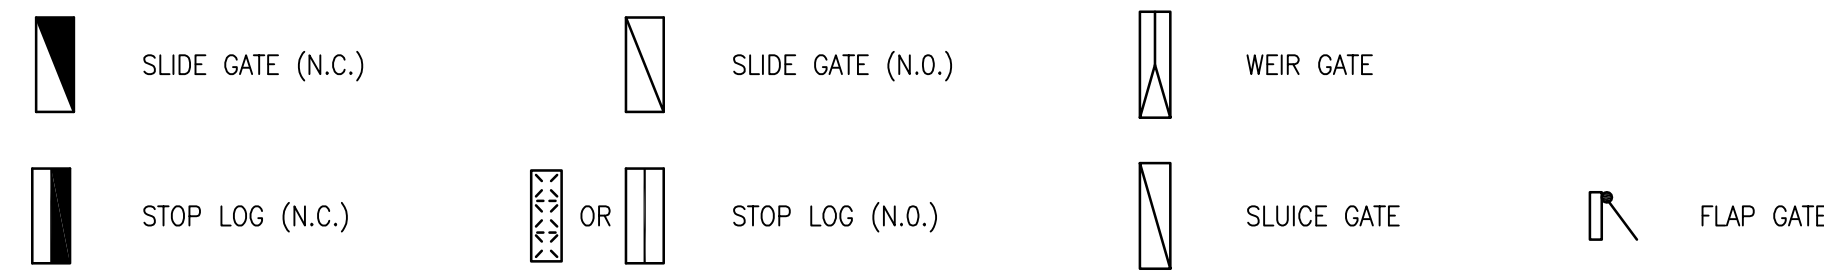 SLIDE GATE (N.C.)
SLIDE GATE (N.O.)
WEIR GATE
STOP LOG (N.C.)
OR
STOP LOG (N.O.)
SLUICE GATE
FLAP GATE